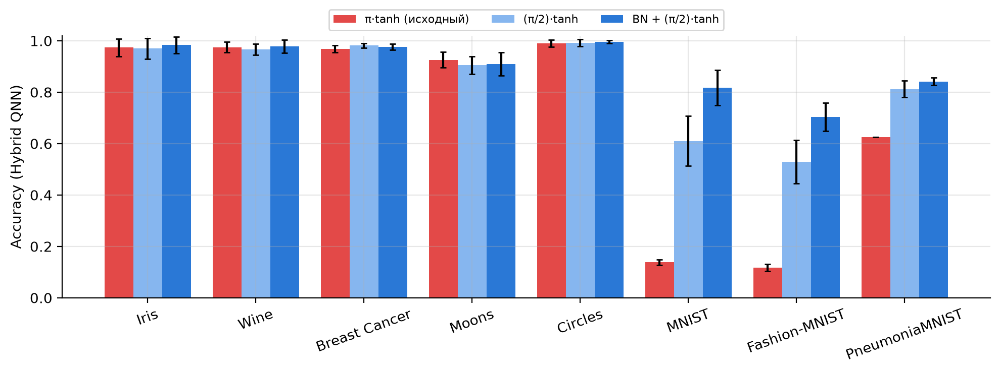 π·tanh (исходный) (π/2)·tanh BN + (π/2)·tanh
Accuracy (Hybrid QNN)
1.0
0.8
0.6
0.4
0.2
0.0
Iris Wine Breast Cancer Moons Circles MNIST Fashion-MNIST PneumoniaMNIST